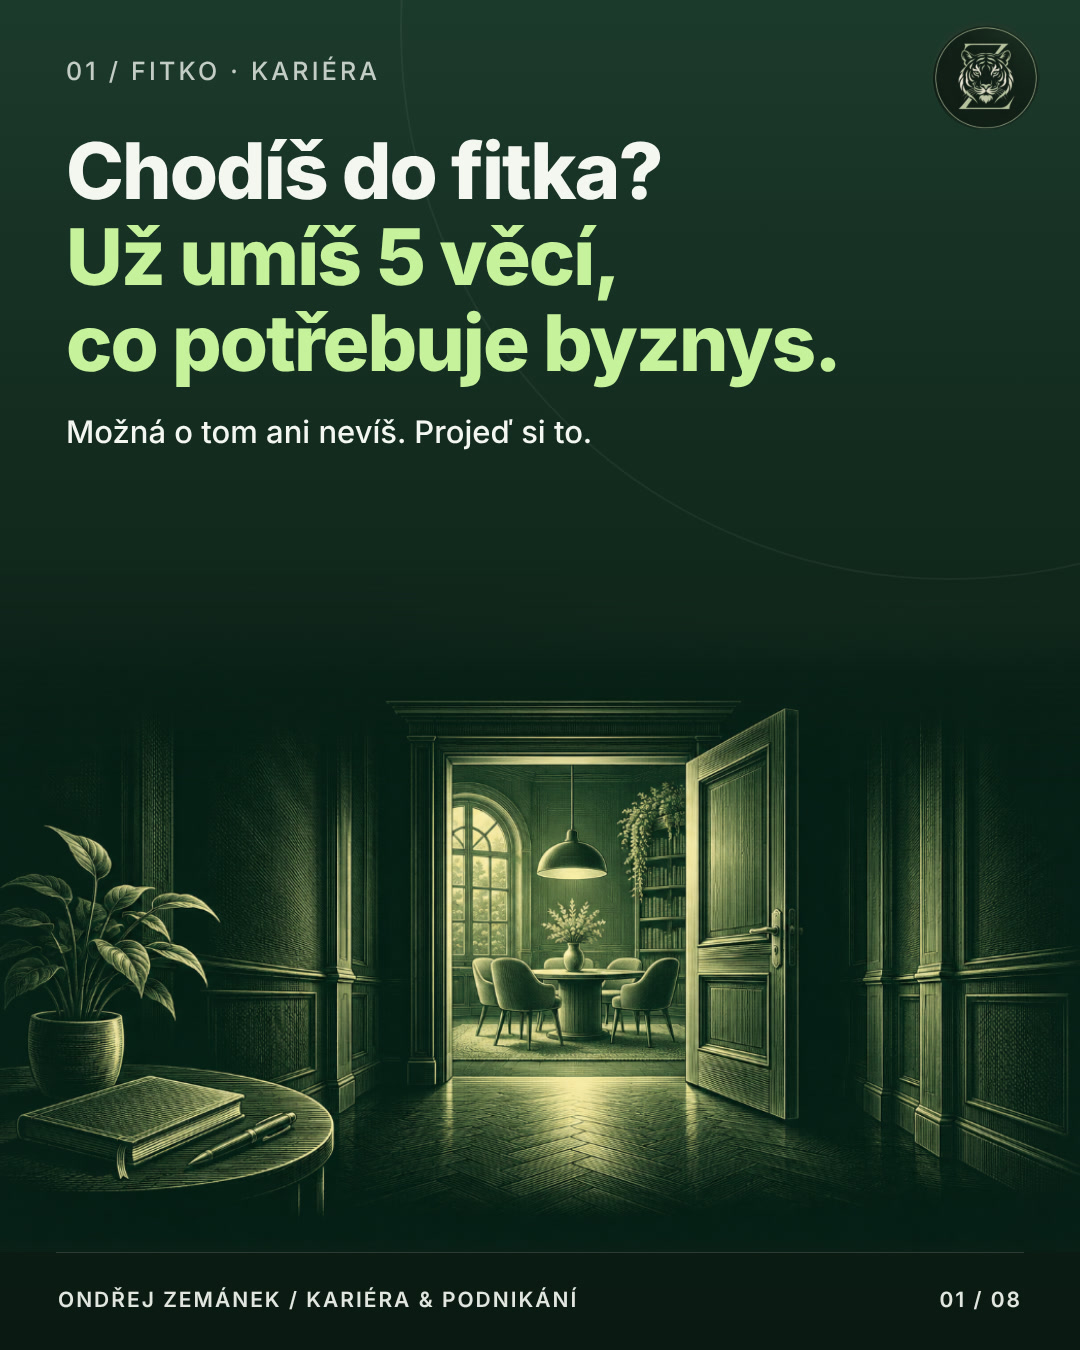 01 / FITKO · KARIÉRA
Chodíš do fitka?
Už umíš 5 věcí,
co potřebuje byznys.
Možná o tom ani nevíš. Projeď si to.
ONDŘEJ ZEMÁNEK / KARIÉRA & PODNIKÁNÍ
01 / 08